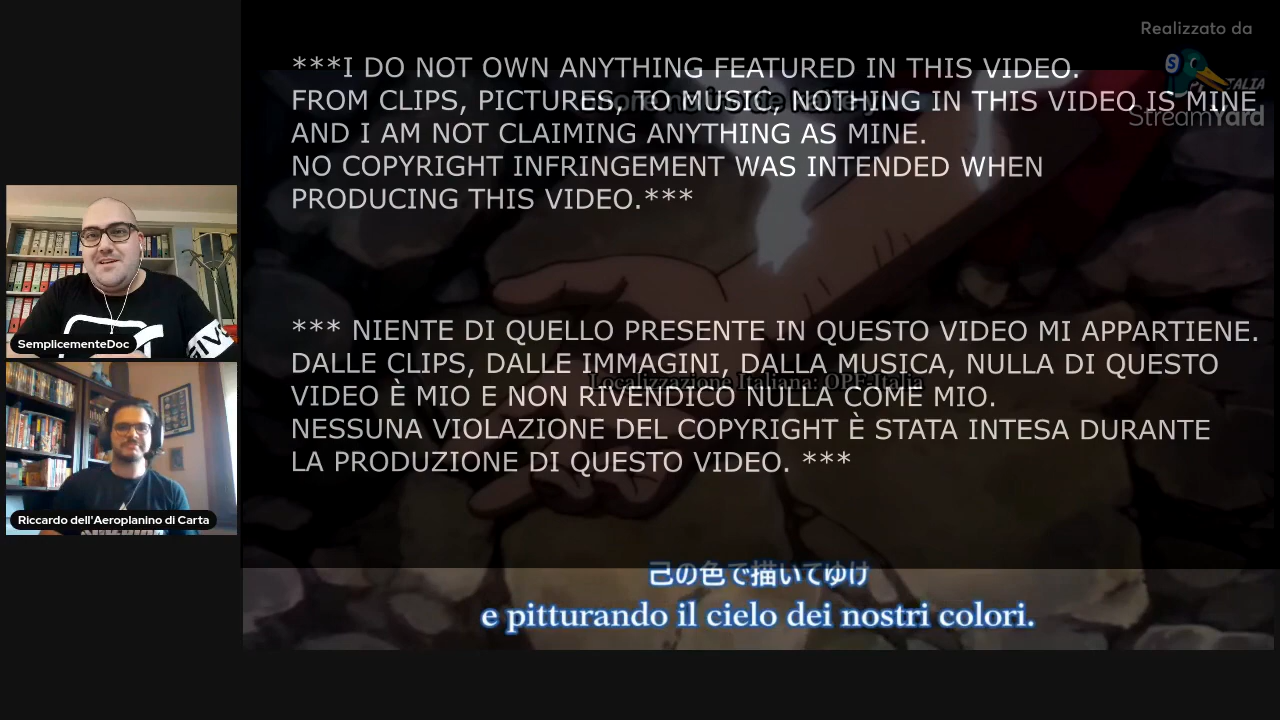 Realizzato da
ITALIA
StreamYard
***I DO NOT OWN ANYTHING FEATURED IN THIS VIDEO.
FROM CLIPS, PICTURES, TO MUSIC, NOTHING IN THIS VIDEO IS MINE
AND I AM NOT CLAIMING ANYTHING AS MINE.
NO COPYRIGHT INFRINGEMENT WAS INTENDED WHEN
PRODUCING THIS VIDEO.***
SemplicementeDoc
*** NIENTE DI QUELLO PRESENTE IN QUESTO VIDEO MI APPARTIENE.
DALLE CLIPS, DALLE IMMAGINI, DALLA MUSICA, NULLA DI QUESTO
Localizzazione Italiana: OPF-Italia
VIDEO È MIO E NON RIVENDICO NULLA COME MIO.
NESSUNA VIOLAZIONE DEL COPYRIGHT È STATA INTESA DURANTE
LA PRODUZIONE DI QUESTO VIDEO. ***
Riccardo dell'Aeroplanino di Carta
己の色で描いてゆけ
e pitturando il cielo dei nostri colori.